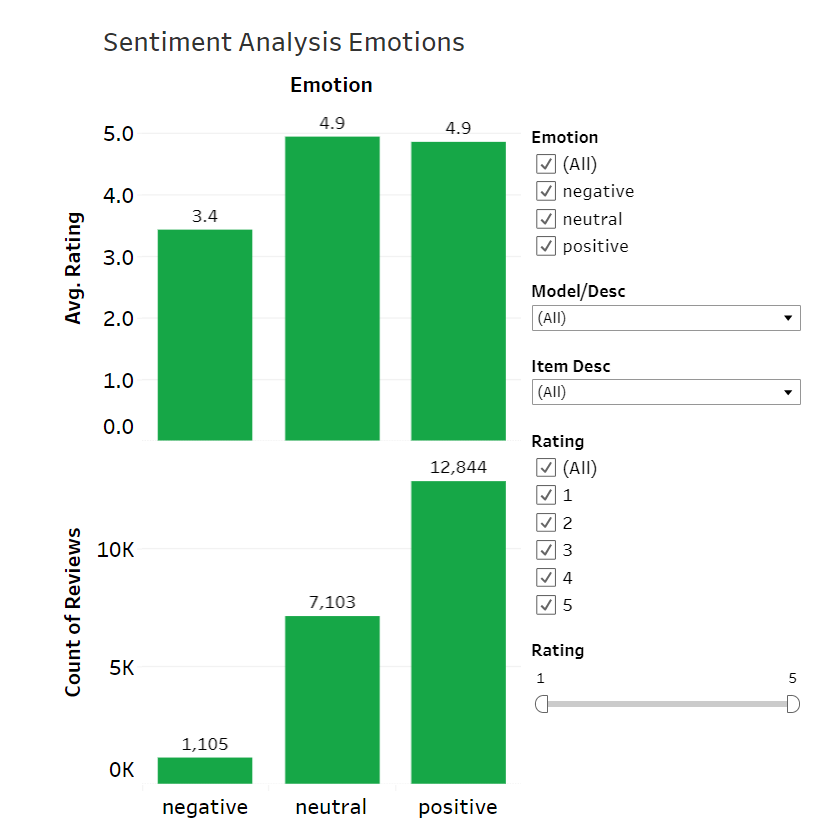 Sentiment Analysis Emotions
Emotion
Avg. Rating
5.0
4.0
3.0
2.0
1.0
0.0
3.4
4.9
4.9
Count of Reviews
10K
5K
0K
1,105
7,103
12,844
negative
neutral
positive
Emotion
(All)
negative
neutral
positive
Model/Desc
(All)
Item Desc
(All)
Rating
(All)
1
2
3
4
5
Rating
1 5